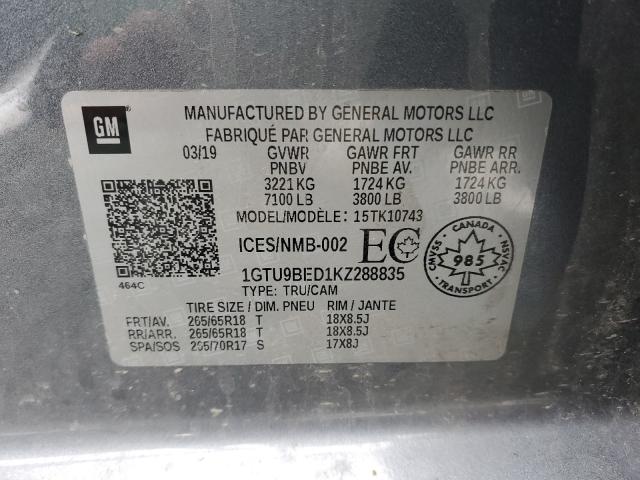 GM
MANUFACTURED BY GENERAL MOTORS LLC
FABRIQUÉ PAR GENERAL MOTORS LLC
03/19 GVWR GAWR FRT GAWR RR
PNBV PNBE AV. PNBE ARR.
3221 KG 1724 KG 1724 KG
7100 LB 3800 LB 3800 LB
MODEL/MODÈLE: 15TK10743
ICES/NMB-002 EC
CANADA
CMVSS 985 NSVAC
464C
1GTU9BED1KZ288835
TYPE: TRU/CAM
TIRE SIZE / DIM. PNEU RIM / JANTE
FRT/AV. 265/65R18 T 18X8.5J
RR/ARR. 265/65R18 T 18X8.5J
SPA/SOS 255/70R17 S 17X8J